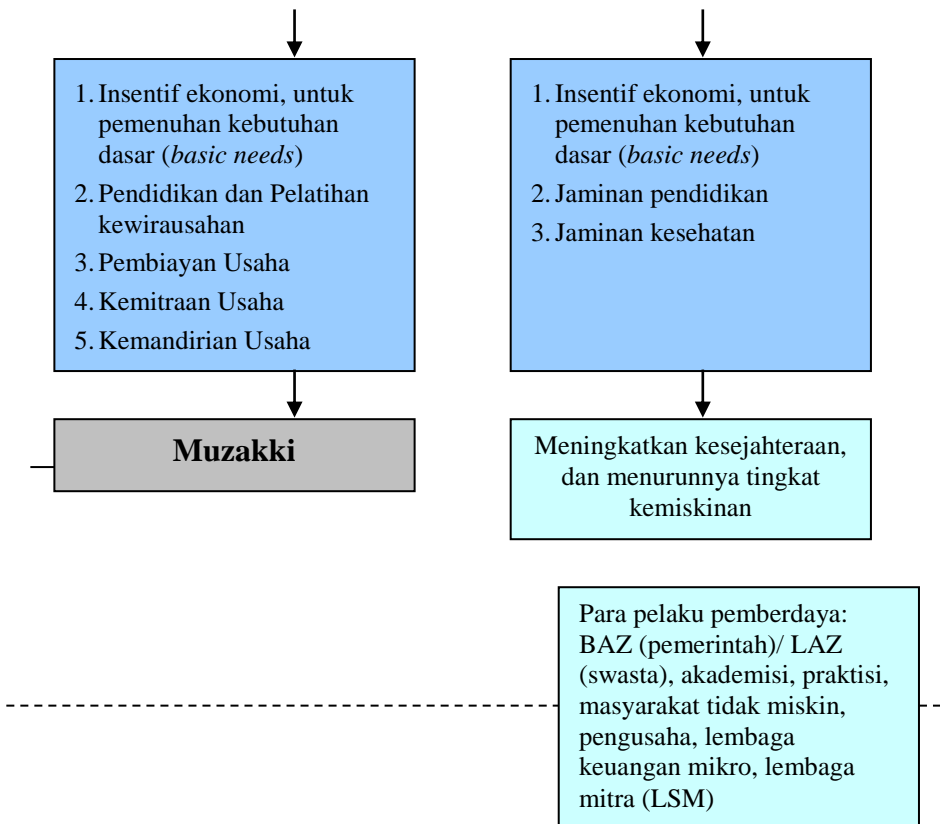 1. Insentif ekonomi, untuk
pemenuhan kebutuhan
dasar (basic needs)
2. Pendidikan dan Pelatihan
kewirausahan
3. Pembiayan Usaha
4. Kemitraan Usaha
5. Kemandirian Usaha
1. Insentif ekonomi, untuk
pemenuhan kebutuhan
dasar (basic needs)
2. Jaminan pendidikan
3. Jaminan kesehatan
Muzakki
Meningkatkan kesejahteraan,
dan menurunnya tingkat
kemiskinan
Para pelaku pemberdaya:
BAZ (pemerintah)/ LAZ
(swasta), akademisi, praktisi,
masyarakat tidak miskin,
pengusaha, lembaga
keuangan mikro, lembaga
mitra (LSM)